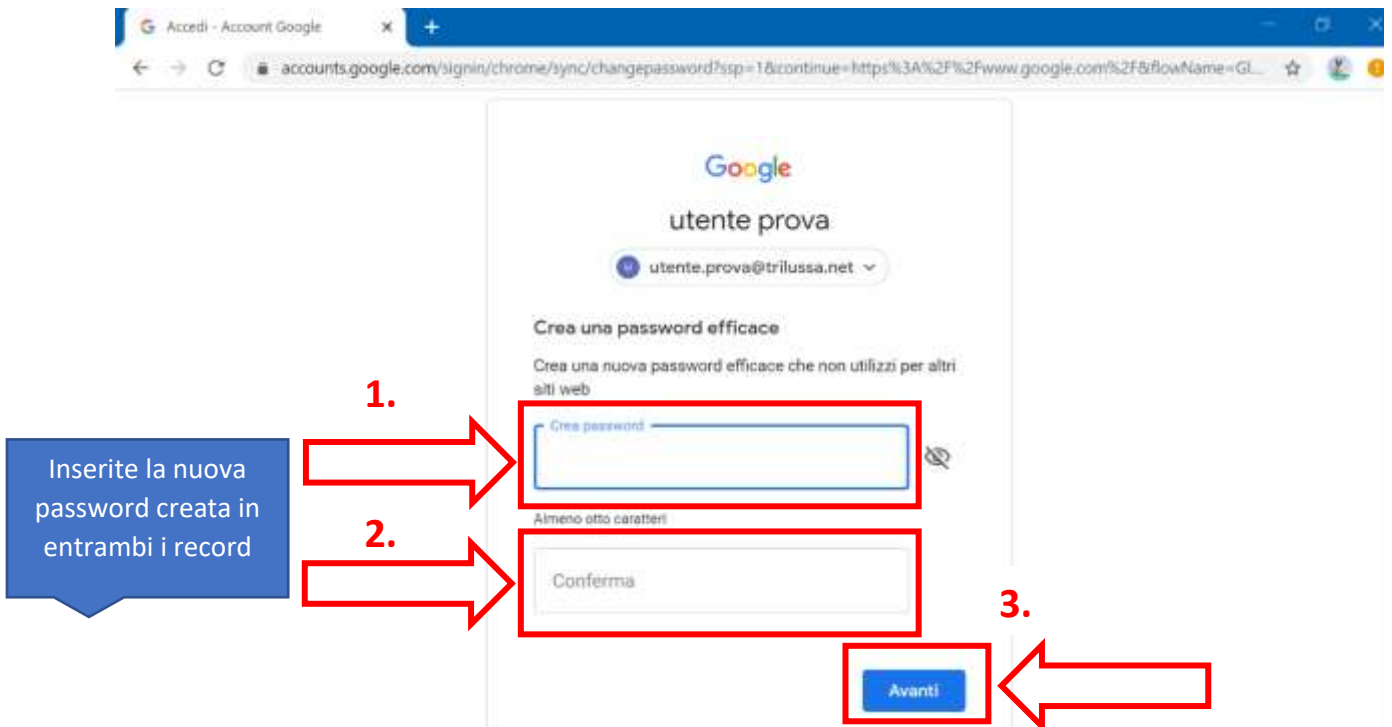 Accedi - Account Google
accounts.google.com/signin/chrome/sync/changepassword?ssp=1&continue=https%3A%2F%2Fwww.google.com%2F&flowName=Gl...
Google
utente prova
utente.prova@trilussa.net
Crea una password efficace
Crea una nuova password efficace che non utilizzi per altri
siti web
1.
Crea password
Inserite la nuova
password creata in
entrambi i record
Almeno otto caratteri
2.
Conferma
3.
Avanti